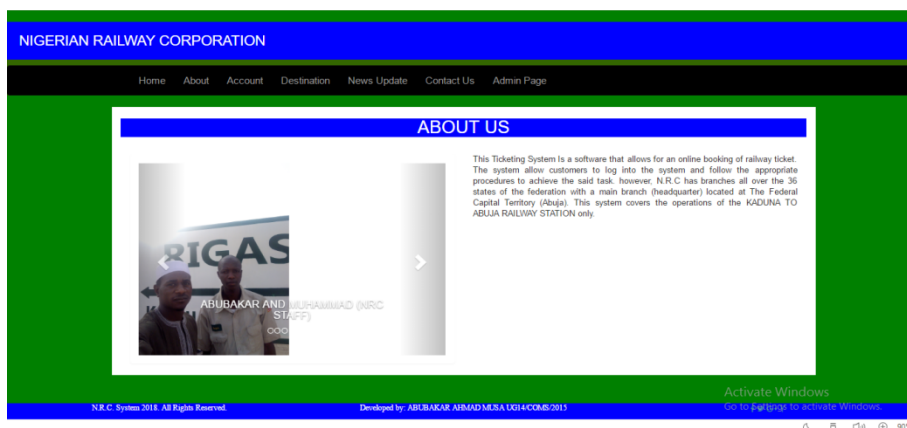 NIGERIAN RAILWAY CORPORATION
Home About Account Destination News Update Contact Us Admin Page
ABOUT US
This Ticketing System Is a software that allows for an online booking of railway ticket.
The system allow customers to log into the system and follow the appropriate
procedures to achieve the said task. however, N.R.C has branches all over the 36
states of the federation with a main branch (headquarter) located at The Federal
Capital Territory (Abuja). This system covers the operations of the KADUNA TO
ABUJA RAILWAY STATION only.
RIGAS
ABUBAKAR AND MUHAMMAD (NRC
STAFF)
Activate Windows
Go to Settings to activate Windows.
N.R.C. System 2018. All Rights Reserved. Developed by: ABUBAKAR AHMAD MUSA UG14/COMS/2015
90%